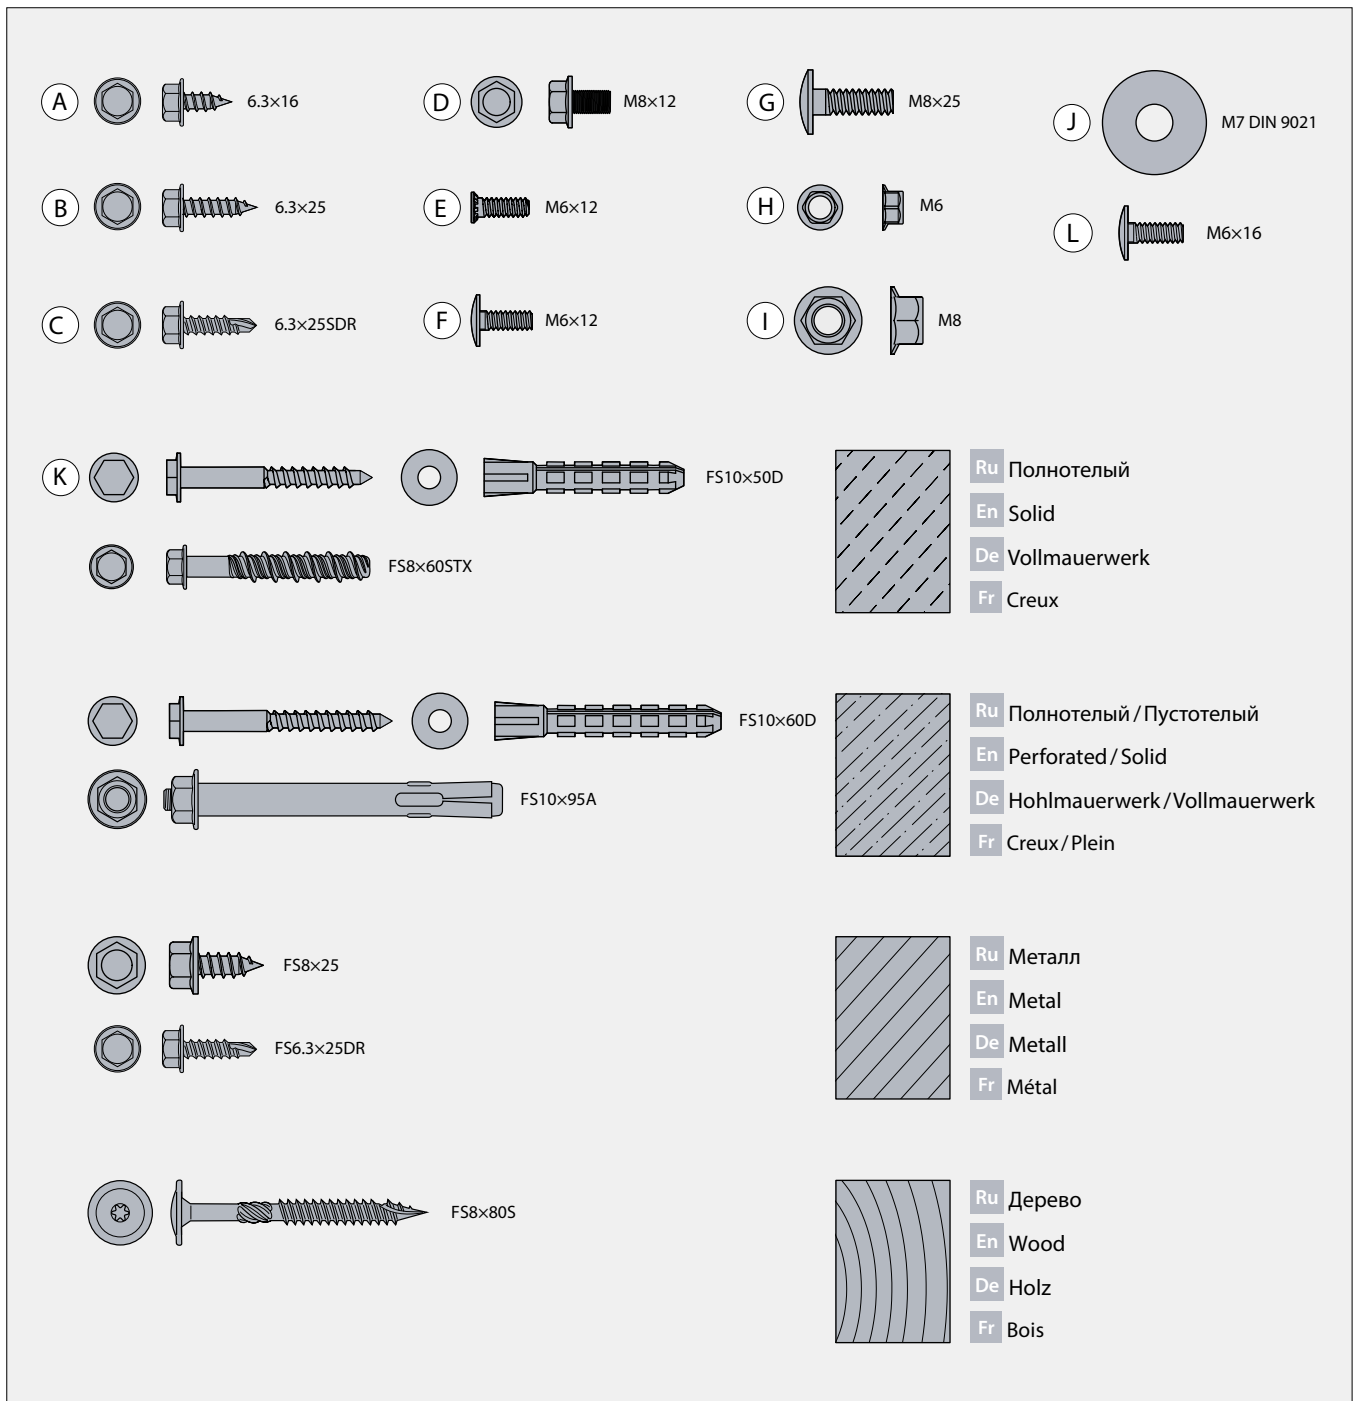 A 6.3×16
D M8×12
G M8×25
J M7 DIN 9021
B 6.3×25
E M6×12
H M6
L M6×16
C 6.3×25SDR
F M6×12
I M8
K FS10×50D
FS8×60STX
Ru Полнотелый
En Solid
De Vollmauerwerk
Fr Creux
FS10×60D
FS10×95A
Ru Полнотелый / Пустотелый
En Perforated / Solid
De Hohlmauerwerk / Vollmauerwerk
Fr Creux / Plein
FS8×25
FS6.3×25DR
Ru Металл
En Metal
De Metall
Fr Métal
FS8×80S
Ru Дерево
En Wood
De Holz
Fr Bois